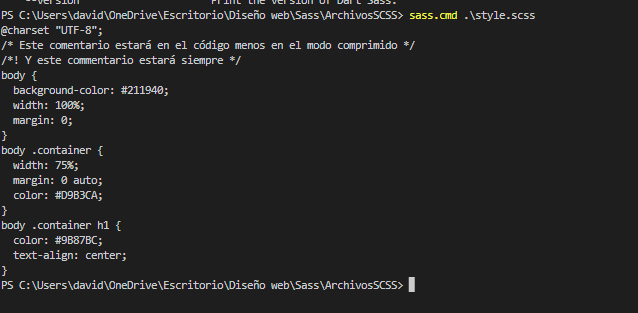 --version Print the version of Dart Sass.
PS C:\Users\david\OneDrive\Escritorio\Diseño web\Sass\ArchivosSCSS> sass.cmd .\style.scss
@charset "UTF-8";
/* Este comentario estará en el código menos en el modo comprimido */
/*! Y este commentario estará siempre */
body {
  background-color: #211940;
  width: 100%;
  margin: 0;
}
body .container {
  width: 75%;
  margin: 0 auto;
  color: #D9B3CA;
}
body .container h1 {
  color: #9B87BC;
  text-align: center;
}
PS C:\Users\david\OneDrive\Escritorio\Diseño web\Sass\ArchivosSCSS>